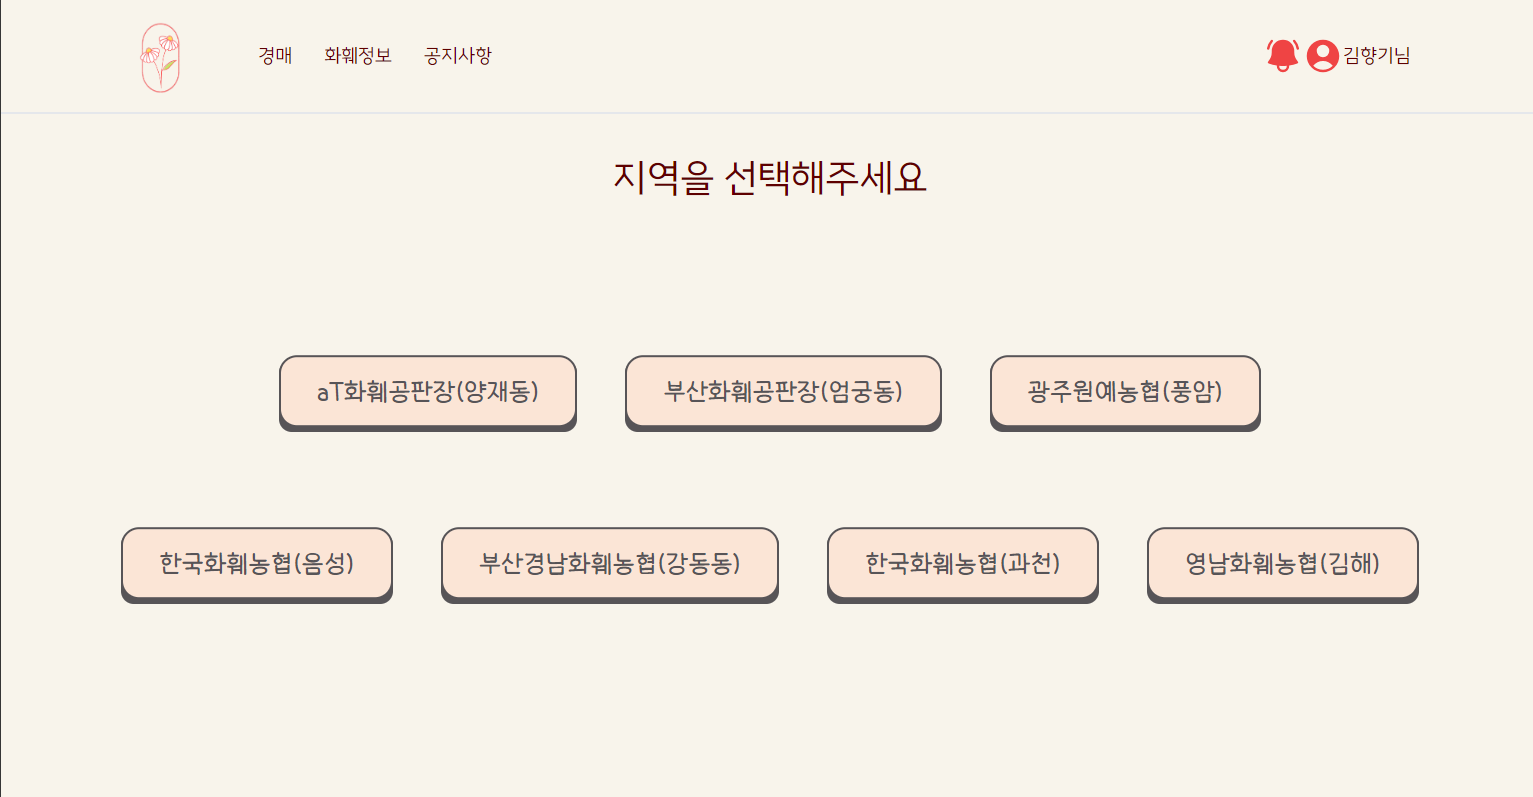 경매 화훼정보 공지사항 김향기님
지역을 선택해주세요
aT화훼공판장(양재동) 부산화훼공판장(엄궁동) 광주원예농협(풍암)
한국화훼농협(음성) 부산경남화훼농협(강동동) 한국화훼농협(과천) 영남화훼농협(김해)